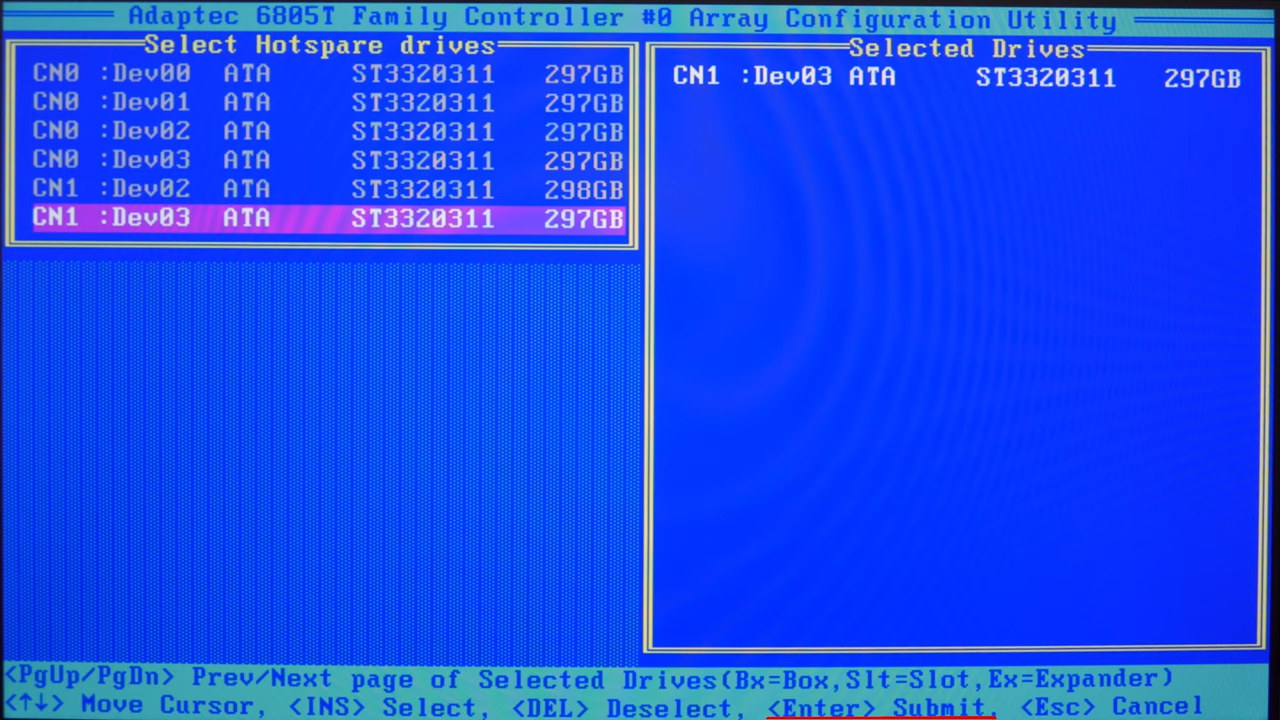 Adaptec 6805T Family Controller #0 Array Configuration Utility
Select Hotspare drives
CN0 :Dev00 ATA ST3320311 297GB
CN0 :Dev01 ATA ST3320311 297GB
CN0 :Dev02 ATA ST3320311 297GB
CN0 :Dev03 ATA ST3320311 297GB
CN1 :Dev02 ATA ST3320311 298GB
CN1 :Dev03 ATA ST3320311 297GB
Selected Drives
CN1 :Dev03 ATA ST3320311 297GB
<PgUp/PgDn> Prev/Next page of Selected Drives(Bx=Box,Slt=Slot,Ex=Expander)
<↑↓> Move Cursor, <INS> Select, <DEL> Deselect, <Enter> Submit, <Esc> Cancel